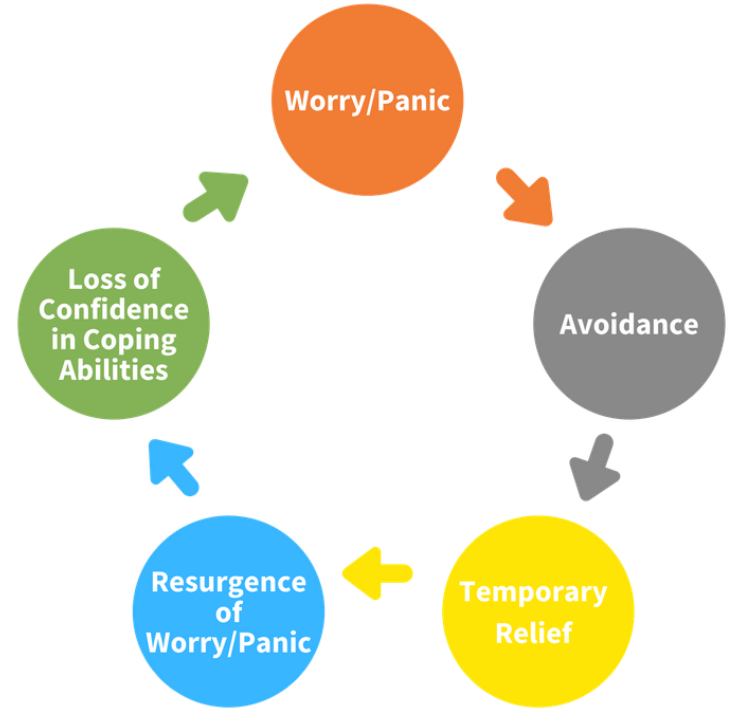 Worry/Panic
Avoidance
Temporary
Relief
Resurgence
of
Worry/Panic
Loss of
Confidence
in Coping
Abilities